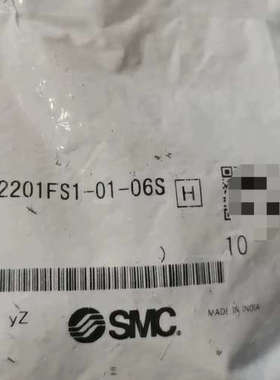 2201FS1-01-06S H
) 10
yZ SMC. MADE IN INDIA